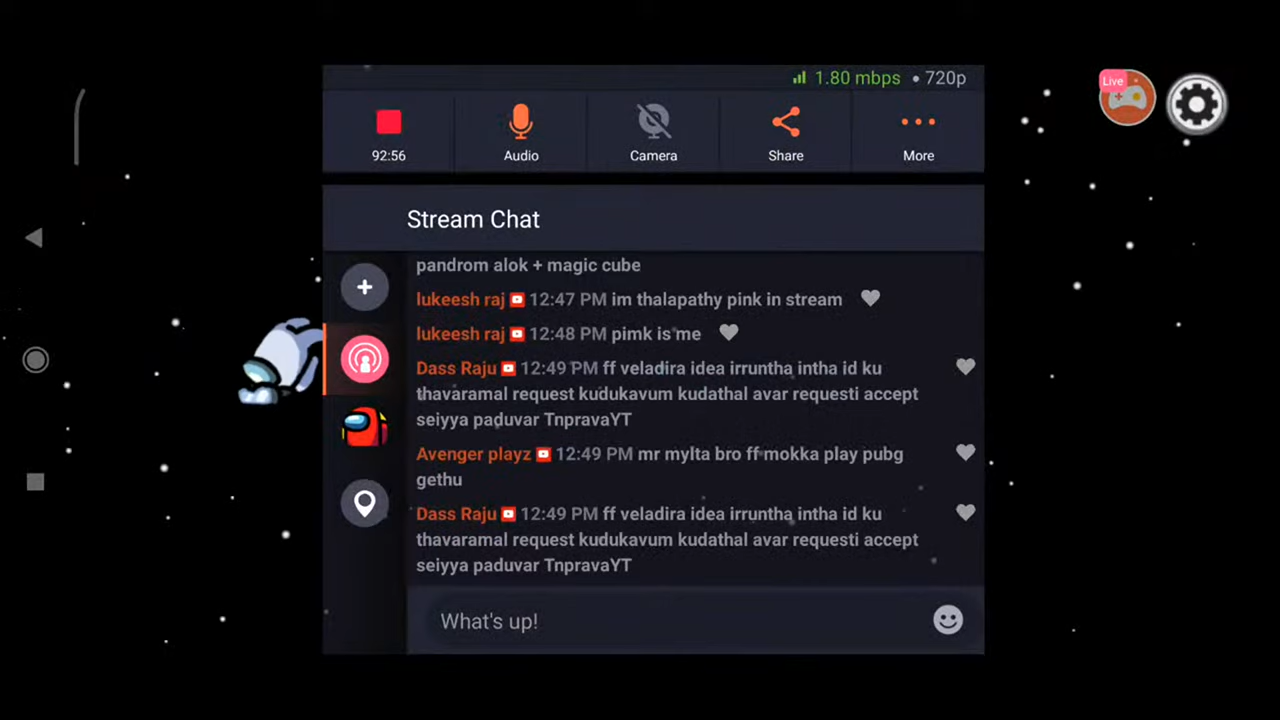 1.80 mbps • 720p
Live
92:56
Audio
Camera
Share
More
Stream Chat
pandrom alok + magic cube
lukeesh raj 12:47 PM im thalapathy pink in stream
lukeesh raj 12:48 PM pimk is me
Dass Raju 12:49 PM ff veladira idea irruntha intha id ku
thavaramal request kudukavum kudathal avar requesti accept
seiyya paduvar TnpravaYT
Avenger playz 12:49 PM mr mylta bro ff mokka play pubg
gethu
Dass Raju 12:49 PM ff veladira idea irruntha intha id ku
thavaramal request kudukavum kudathal avar requesti accept
seiyya paduvar TnpravaYT
What's up!